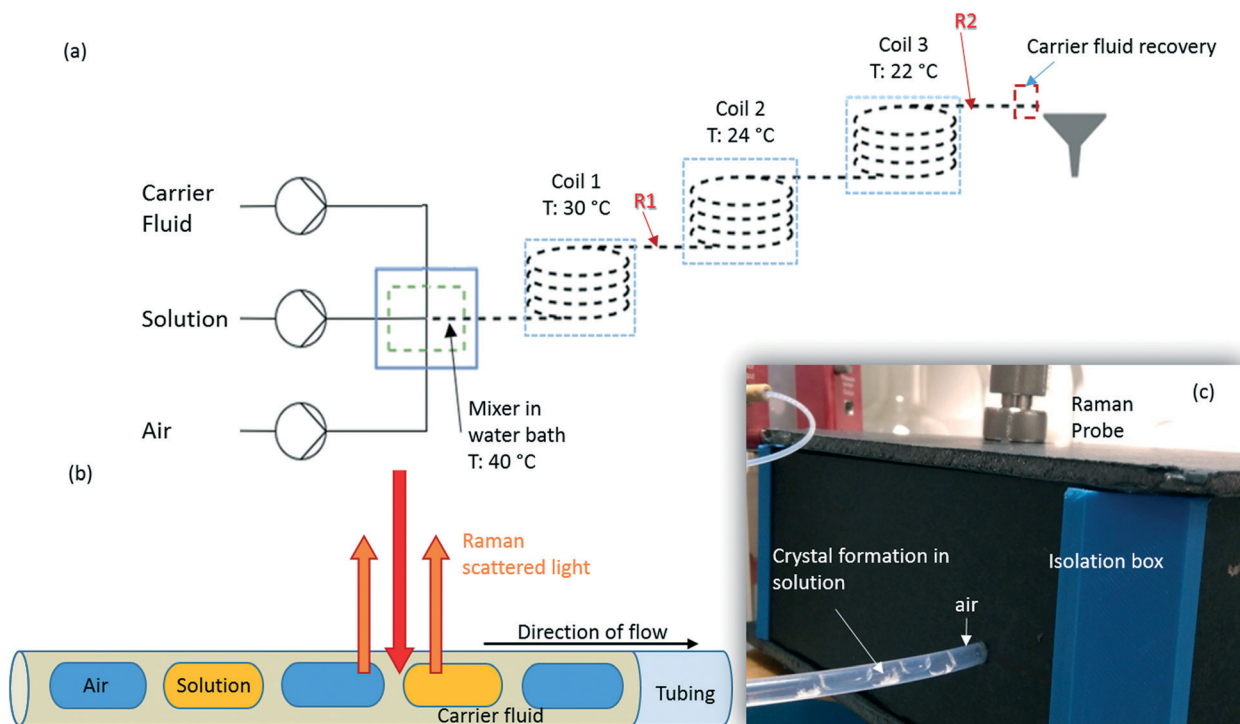 (a)
Carrier
Fluid
Solution
Air
Coil 1
T: 30 °C
R1
Coil 2
T: 24 °C
Coil 3
T: 22 °C
R2
Carrier fluid recovery
Mixer in
water bath
T: 40 °C
(b)
Raman
scattered light
Direction of flow
Air
Solution
Carrier fluid
Tubing
(c)
Raman
Probe
Crystal formation in
solution
air
Isolation box